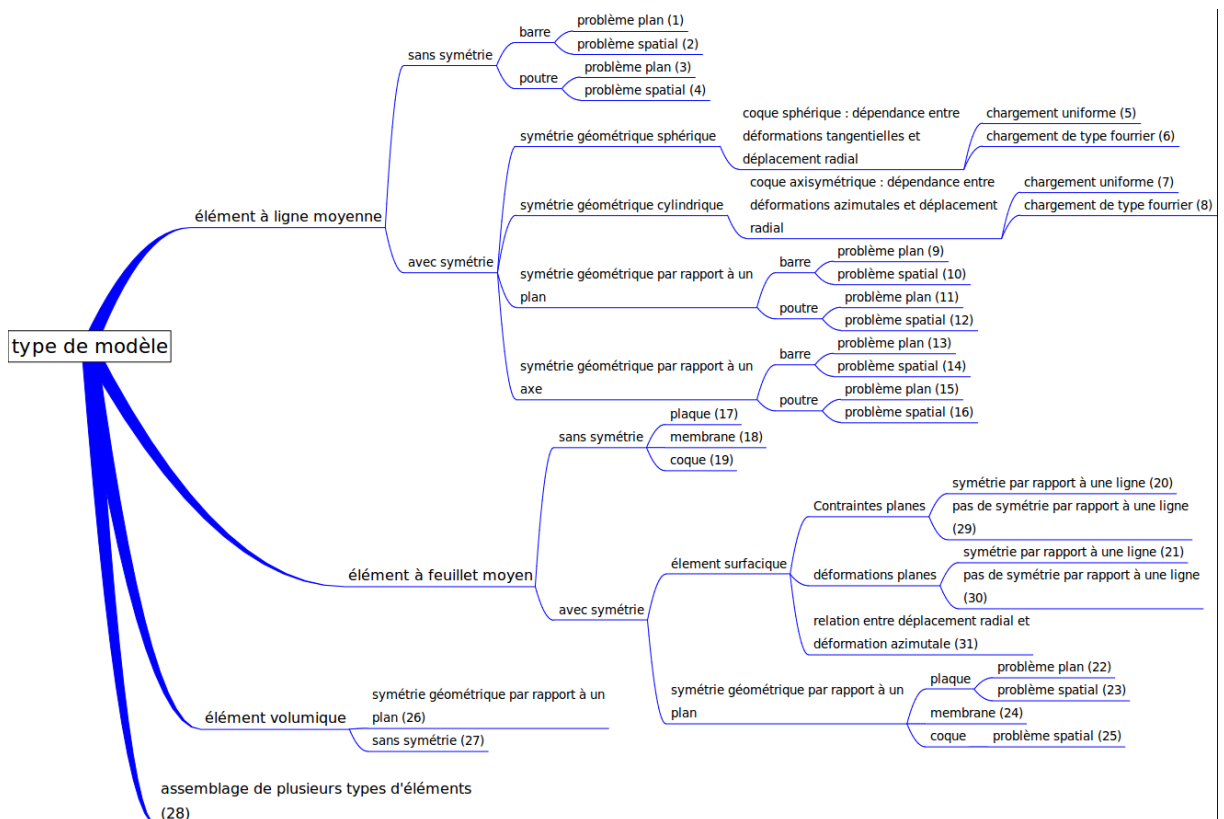 type de modèle
élément à ligne moyenne
sans symétrie
barre
problème plan (1)
problème spatial (2)
poutre
problème plan (3)
problème spatial (4)
avec symétrie
symétrie géométrique sphérique
coque sphérique : dépendance entre
déformations tangentielles et
déplacement radial
chargement uniforme (5)
chargement de type fourrier (6)
symétrie géométrique cylindrique
coque axisymétrique : dépendance entre
déformations azimutales et déplacement
radial
chargement uniforme (7)
chargement de type fourrier (8)
symétrie géométrique par rapport à un
plan
barre
problème plan (9)
problème spatial (10)
poutre
problème plan (11)
problème spatial (12)
symétrie géométrique par rapport à un
axe
barre
problème plan (13)
problème spatial (14)
poutre
problème plan (15)
problème spatial (16)
élément à feuillet moyen
sans symétrie
plaque (17)
membrane (18)
coque (19)
avec symétrie
élement surfacique
Contraintes planes
symétrie par rapport à une ligne (20)
pas de symétrie par rapport à une ligne
(29)
déformations planes
symétrie par rapport à une ligne (21)
pas de symétrie par rapport à une ligne
(30)
relation entre déplacement radial et
déformation azimutale (31)
symétrie géométrique par rapport à un
plan
plaque
problème plan (22)
problème spatial (23)
membrane (24)
coque
problème spatial (25)
élément volumique
symétrie géométrique par rapport à un
plan (26)
sans symétrie (27)
assemblage de plusieurs types d'éléments
(28)